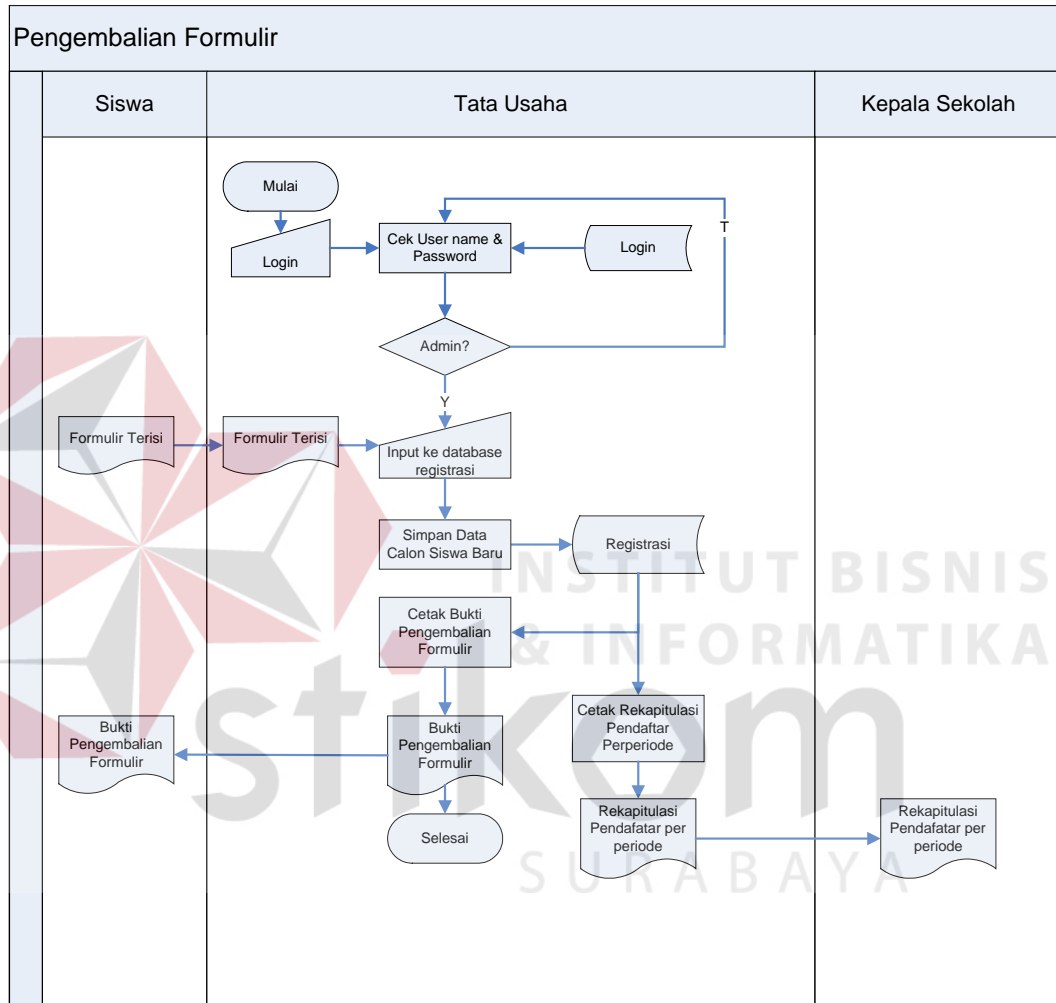 Pengembalian Formulir
Siswa
Tata Usaha
Kepala Sekolah
Mulai
Login
Cek User name &
Password
Login
T
Admin?
Y
Formulir Terisi
Formulir Terisi
Input ke database
registrasi
Simpan Data
Calon Siswa Baru
Registrasi
INSTITUT BISNIS
& INFORMATIKA
stikom
SURABAYA
Cetak Bukti
Pengembalian
Formulir
Cetak Rekapitulasi
Pendaftar
Perperiode
Bukti
Pengembalian
Formulir
Bukti
Pengembalian
Formulir
Selesai
Rekapitulasi
Pendafatar per
periode
Rekapitulasi
Pendafatar per
periode